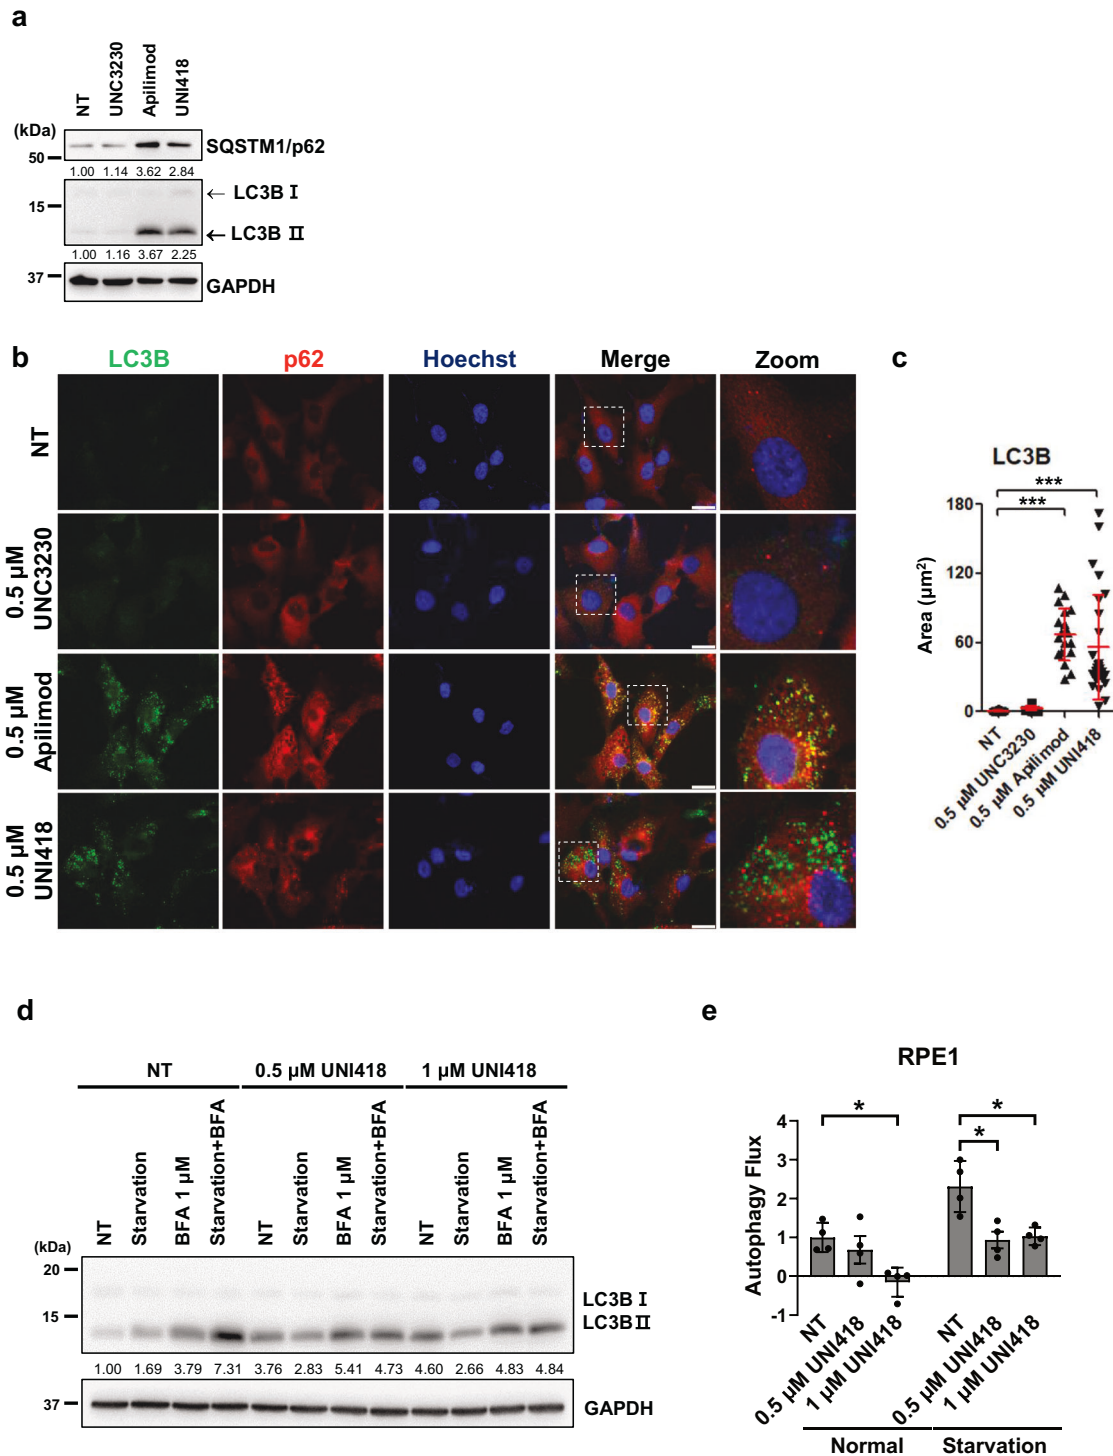 a
NT
UNC3230
Apilimod
UNI418
(kDa)
50
SQSTM1/p62
1.00 1.14 3.62 2.84
← LC3B I
15
← LC3B II
1.00 1.16 3.67 2.25
37
GAPDH
b
LC3B p62 Hoechst Merge Zoom
NT
0.5 µM
UNC3230
0.5 µM
Apilimod
0.5 µM
UNI418
c
LC3B
***
***
Area (µm²)
180
120
60
0
NT
0.5 µM UNC3230
0.5 µM Apilimod
0.5 µM UNI418
d
NT 0.5 µM UNI418 1 µM UNI418
NT
Starvation
BFA 1 µM
Starvation+BFA
NT
Starvation
BFA 1 µM
Starvation+BFA
NT
Starvation
BFA 1 µM
Starvation+BFA
(kDa)
20
LC3B I
15
LC3B II
1.00 1.69 3.79 7.31 3.76 2.83 5.41 4.73 4.60 2.66 4.83 4.84
37
GAPDH
e
RPE1
*
*
*
Autophagy Flux
4
3
2
1
0
-1
NT
0.5 µM UNI418
1 µM UNI418
NT
0.5 µM UNI418
1 µM UNI418
Normal Starvation